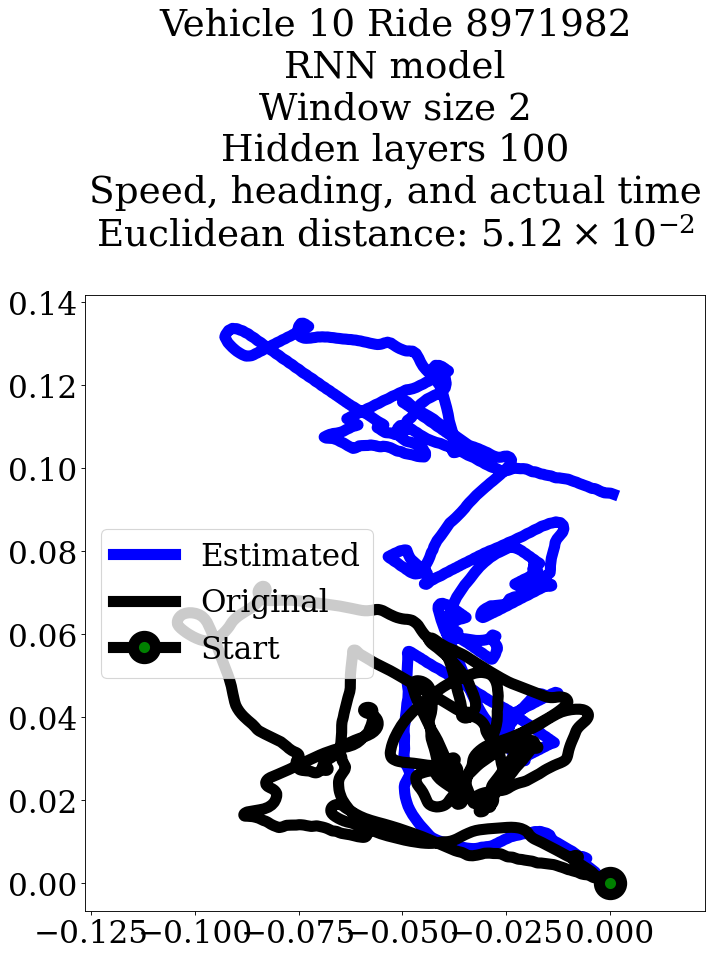 Vehicle 10 Ride 8971982
RNN model
Window size 2
Hidden layers 100
Speed, heading, and actual time
Euclidean distance: 5.12 × 10⁻²
0.14
0.12
0.10
0.08
0.06
0.04
0.02
0.00
Estimated
Original
Start
−0.125 −0.100 −0.075 −0.050 −0.025 0.000